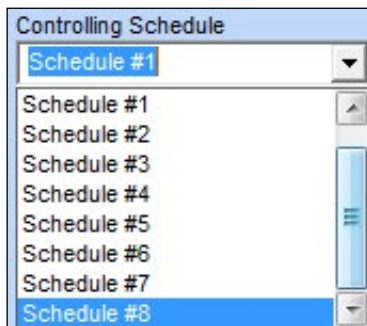 Controlling Schedule
Schedule #1
Schedule #1
Schedule #2
Schedule #3
Schedule #4
Schedule #5
Schedule #6
Schedule #7
Schedule #8